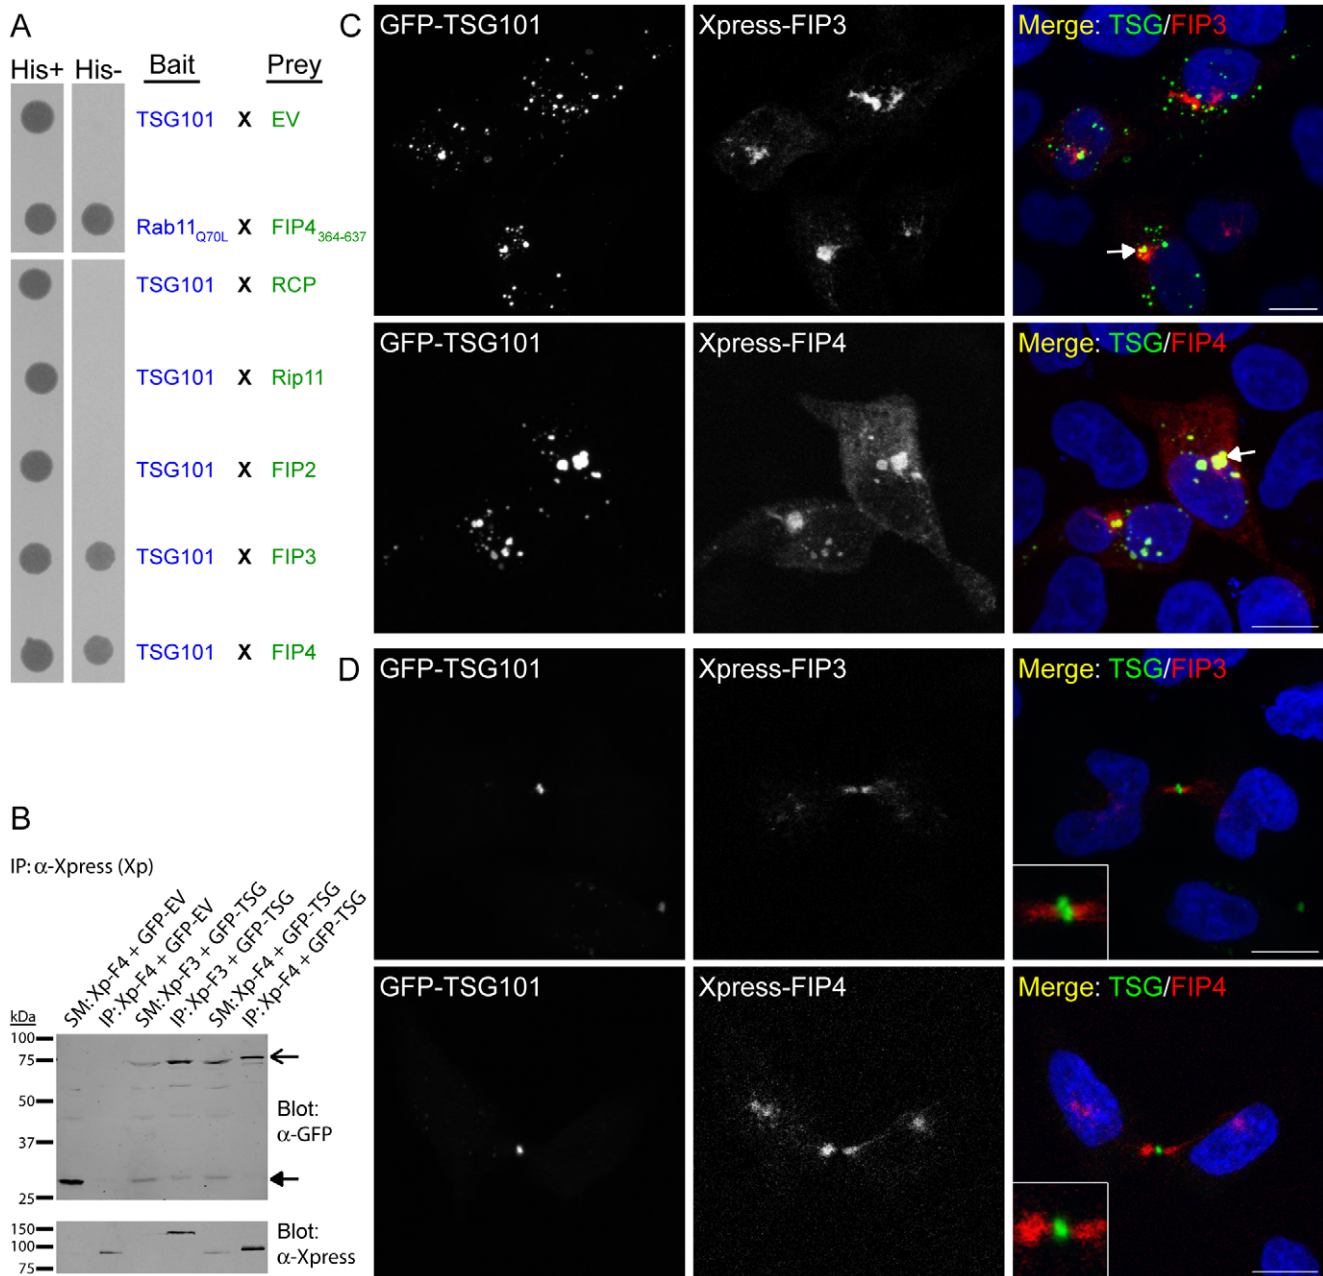 A
His+ His- Bait Prey
TSG101 X EV
Rab11Q70L X FIP4364-637
TSG101 X RCP
TSG101 X Rip11
TSG101 X FIP2
TSG101 X FIP3
TSG101 X FIP4
B
IP: α-Xpress (Xp)
SM: Xp-F4 + GFP-EV
IP: Xp-F4 + GFP-EV
SM: Xp-F3 + GFP-TSG
IP: Xp-F3 + GFP-TSG
SM: Xp-F4 + GFP-TSG
IP: Xp-F4 + GFP-TSG
kDa
100
75
50
37
25
Blot:
α-GFP
150
100
75
Blot:
α-Xpress
C
GFP-TSG101 Xpress-FIP3 Merge: TSG/FIP3
GFP-TSG101 Xpress-FIP4 Merge: TSG/FIP4
D
GFP-TSG101 Xpress-FIP3 Merge: TSG/FIP3
GFP-TSG101 Xpress-FIP4 Merge: TSG/FIP4